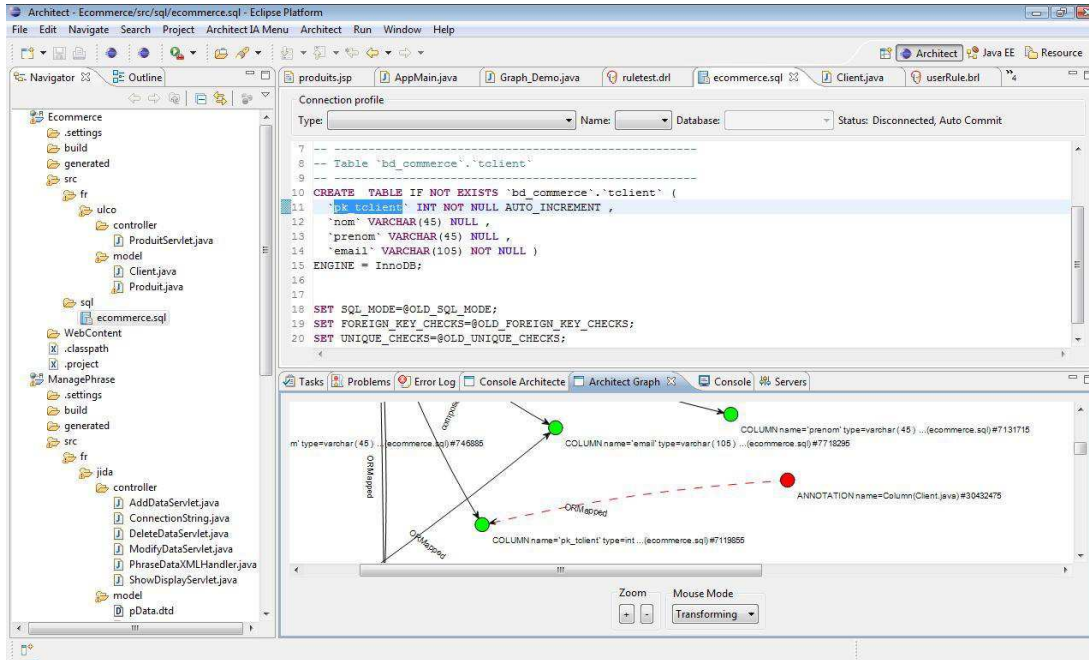 Architect - Ecommerce/src/sql/ecommerce.sql - Eclipse Platform
File Edit Navigate Search Project Architect IA Menu Architect Run Window Help
Architect Java EE Resource
Navigator Outline
produits.jsp AppMain.java Graph_Demo.java ruletest.drl ecommerce.sql Client.java userRule.brl 4
Ecommerce
.settings
build
generated
src
fr
ulco
controller
ProduitServlet.java
model
Client.java
Produit.java
sql
ecommerce.sql
WebContent
.classpath
.project
ManagePhrase
.settings
build
generated
src
fr
jida
controller
AddDataServlet.java
ConnectionString.java
DeleteDataServlet.java
ModifyDataServlet.java
PhraseDataXMLHandler.java
ShowDisplayServlet.java
model
pData.dtd
Connection profile
Type: Name: Database: Status: Disconnected, Auto Commit
7 -- -----------------------------------------------------
8 -- Table `bd_commerce`.`tclient`
9 -- -----------------------------------------------------
10 CREATE TABLE IF NOT EXISTS `bd_commerce`.`tclient` (
11 `pk_tclient` INT NOT NULL AUTO_INCREMENT ,
12 `nom` VARCHAR(45) NULL ,
13 `prenom` VARCHAR(45) NULL ,
14 `email` VARCHAR(105) NOT NULL )
15 ENGINE = InnoDB;
16
17
18 SET SQL_MODE=@OLD_SQL_MODE;
19 SET FOREIGN_KEY_CHECKS=@OLD_FOREIGN_KEY_CHECKS;
20 SET UNIQUE_CHECKS=@OLD_UNIQUE_CHECKS;
Tasks Problems Error Log Console Architecte Architect Graph Console Servers
COLUMN name='prenom' type=varchar ( 45 ) ...(ecommerce.sql)#7131715
m' type=varchar ( 45 ) ...(ecommerce.sql)#746885
COLUMN name='email' type=varchar ( 105 ) ...(ecommerce.sql)#7718295
ORMapped
ANNOTATION name=Column(Client.java)#30432475
ORMapped
ORMapped
COLUMN name='pk_tclient' type=int ...(ecommerce.sql)#7119855
Zoom Mouse Mode
+ - Transforming